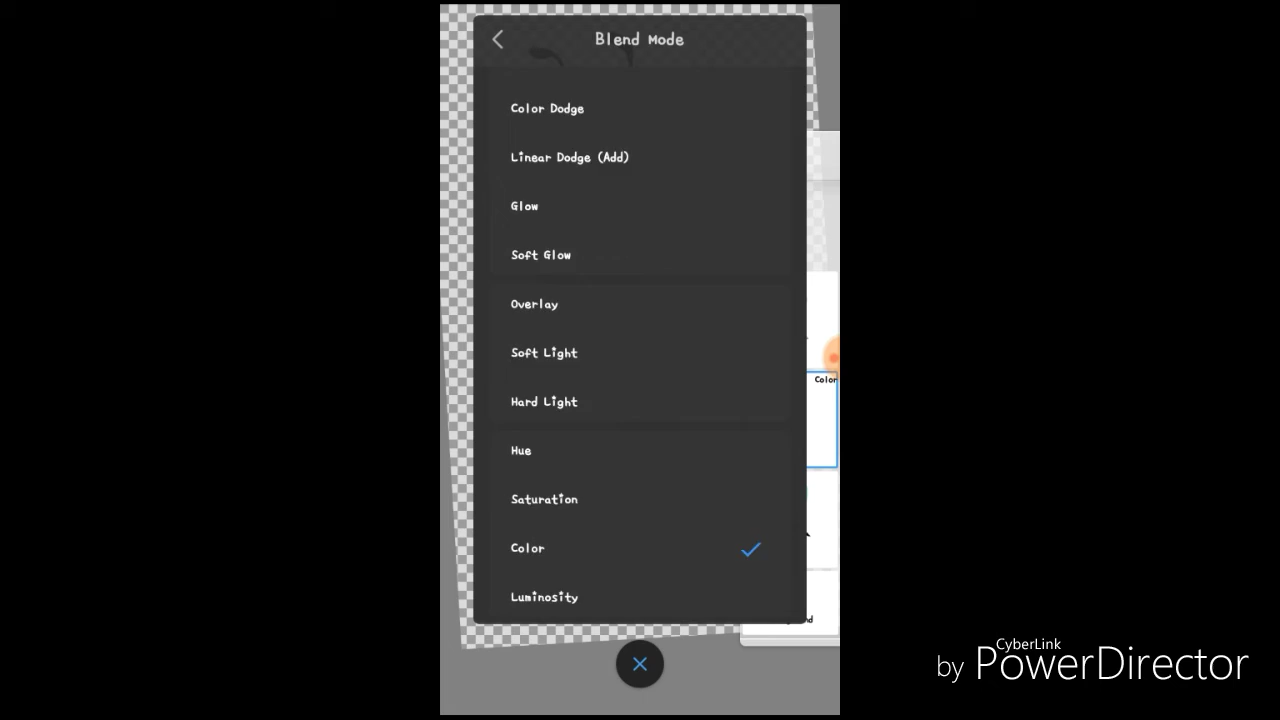 Blend Mode
Color Dodge
Linear Dodge (Add)
Glow
Soft Glow
Overlay
Soft Light
Hard Light
Hue
Saturation
Color
Luminosity
Color
CyberLink
by PowerDirector